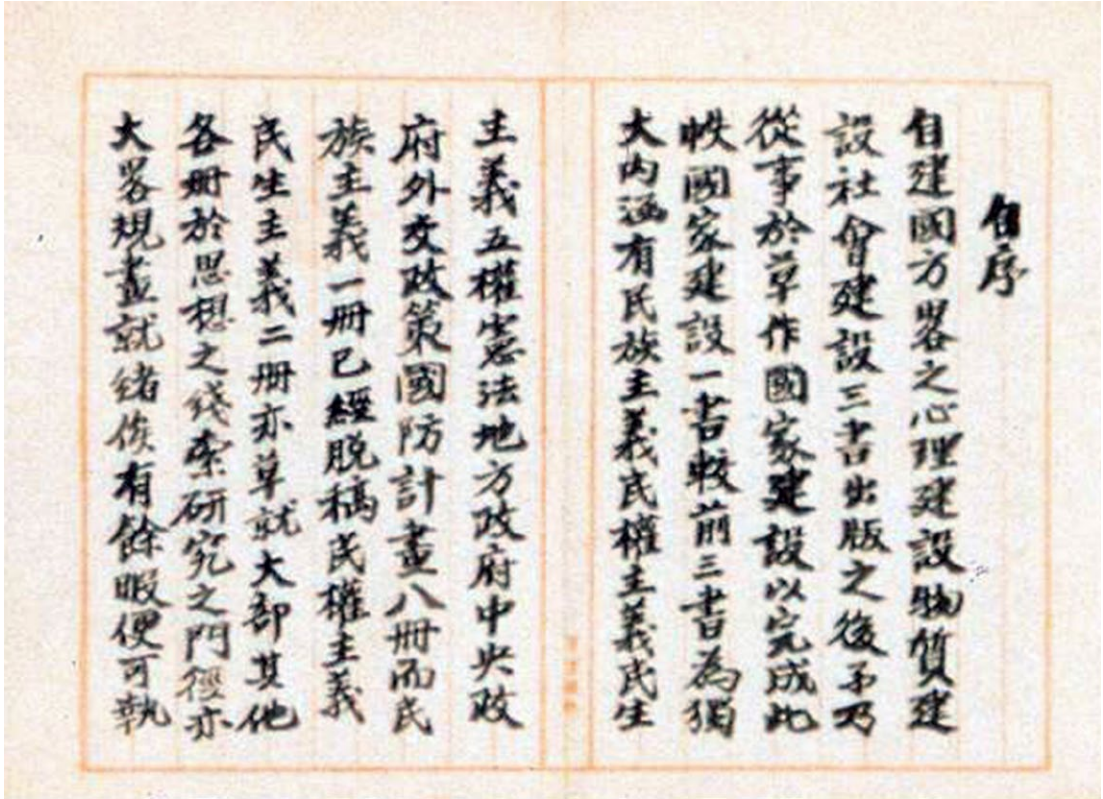 自序
自建國方畧之心理建設物質建
設社會建設三書出版之後予乃
從事於草作國家建設以完成此
帙國家建設一書較前三書為獨
大內涵有民族主義民權主義民生
主義五權憲法地方政府中央政
府外交政策國防計畫八冊而民
族主義一冊已經脱稿民權主義
民生主義二冊亦草就大部其他
各冊於思想之綫索研究之門徑亦
大畧規畫就緒俟有餘暇便可執